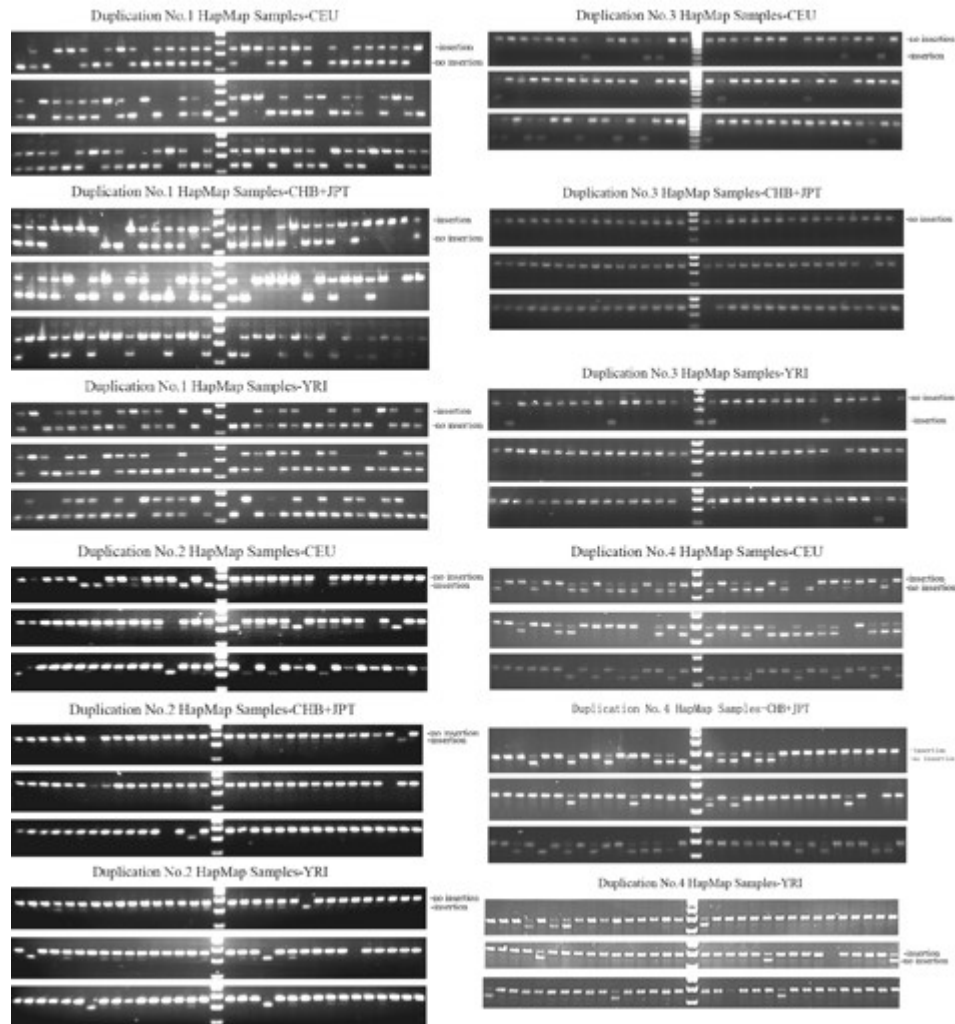 Duplication No.1 HapMap Samples-CEU
-insertion
-no insertion
Duplication No.1 HapMap Samples-CHB+JPT
-insertion
-no insertion
Duplication No.1 HapMap Samples-YRI
-insertion
-no insertion
Duplication No.2 HapMap Samples-CEU
-no insertion
-insertion
Duplication No.2 HapMap Samples-CHB+JPT
-no insertion
-insertion
Duplication No.2 HapMap Samples-YRI
-no insertion
-insertion
Duplication No.3 HapMap Samples-CEU
-no insertion
-insertion
Duplication No.3 HapMap Samples-CHB+JPT
-no insertion
Duplication No.3 HapMap Samples-YRI
-no insertion
-insertion
Duplication No.4 HapMap Samples-CEU
-insertion
-no insertion
Duplication No.4 HapMap Samples-CHB+JPT
-insertion
-no insertion
Duplication No.4 HapMap Samples-YRI
-insertion
-no insertion